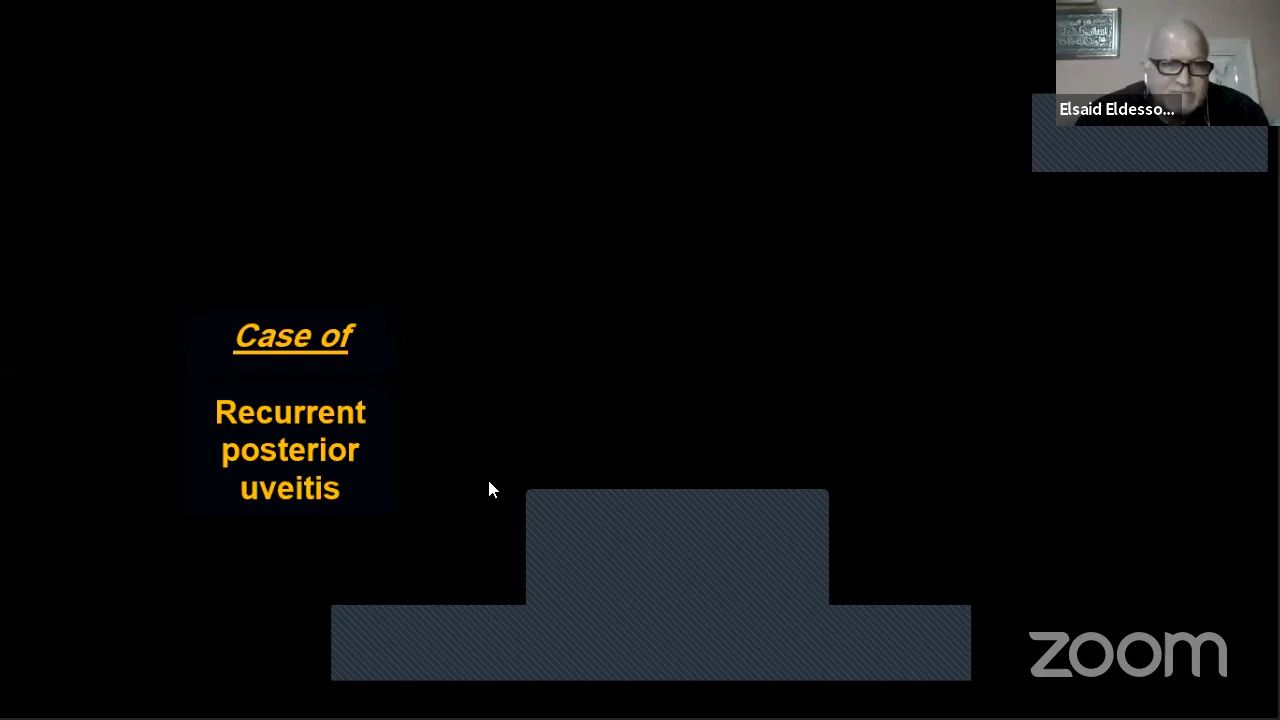 Elsaid Eldesso...
Case of
Recurrent
posterior
uveitis
zoom